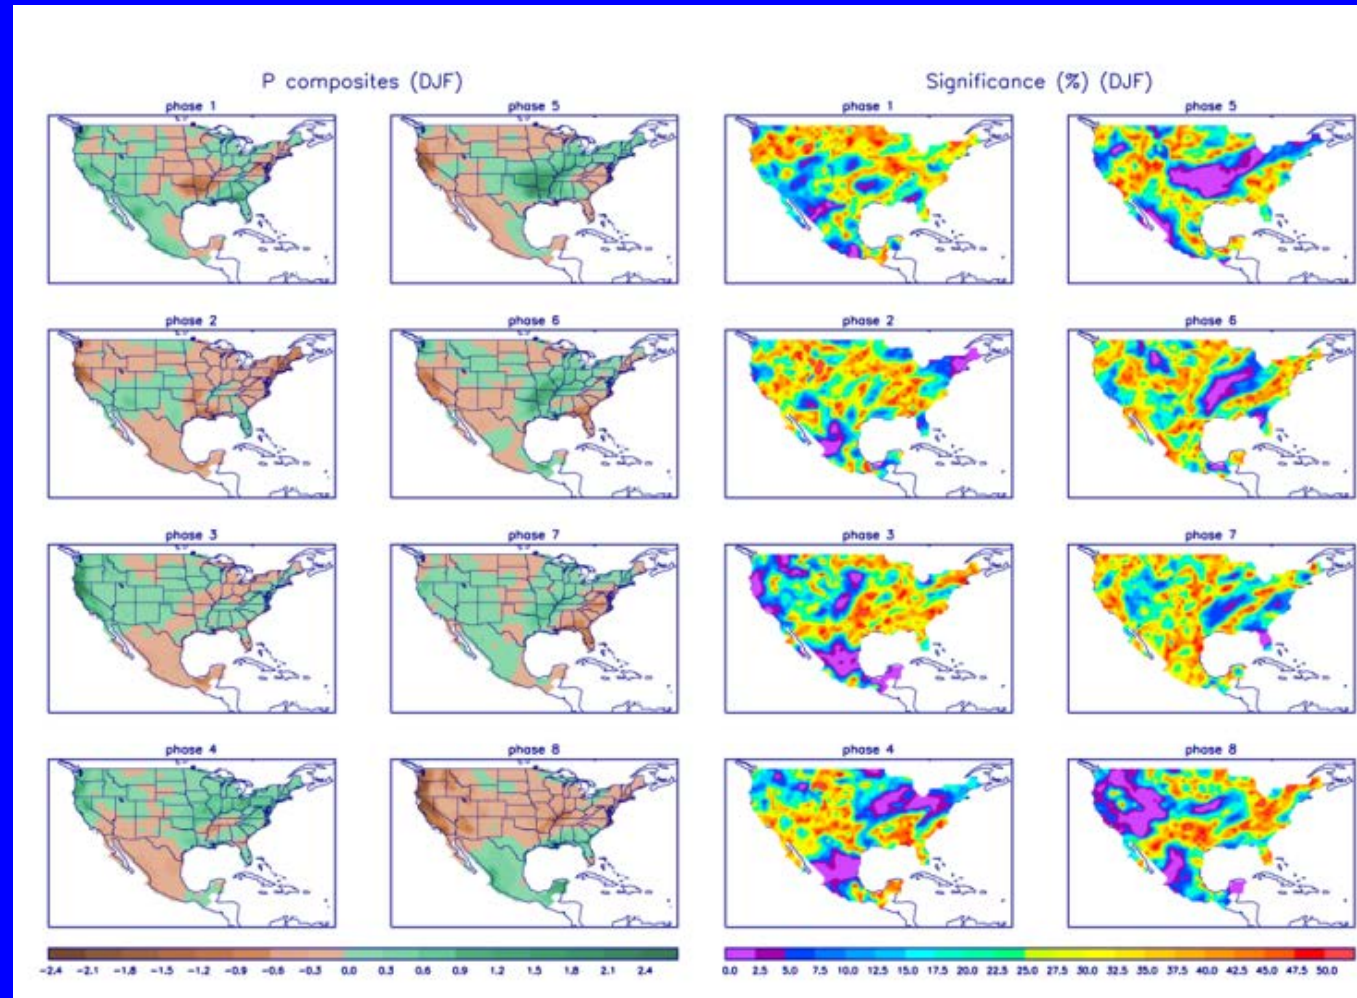 P composites (DJF) Significance (%) (DJF)
phase 1 phase 5 phase 1 phase 5
phase 2 phase 6 phase 2 phase 6
phase 3 phase 7 phase 3 phase 7
phase 4 phase 8 phase 4 phase 8
-2.4 -2.1 -1.8 -1.5 -1.2 -0.9 -0.6 -0.3 0.0 0.3 0.6 0.9 1.2 1.5 1.8 2.1 2.4 0.0 2.5 5.0 7.5 10.0 12.5 15.0 17.5 20.0 22.5 25.0 27.5 30.0 32.5 35.0 37.5 40.0 42.5 45.0 47.5 50.0